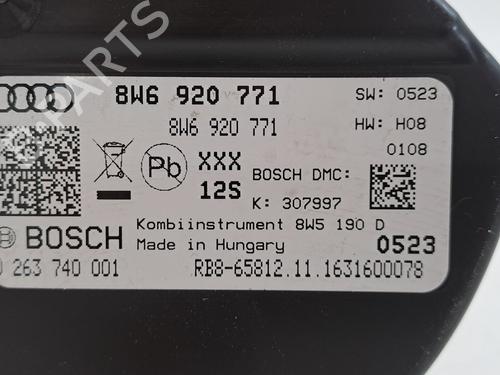 8W6 920 771
SW: 0523
8W6 920 771
HW: H08
0108
Pb
XXX
12S
BOSCH DMC:
K: 307997
Kombiinstrument 8W5 190 D
BOSCH
Made in Hungary
0523
0 263 740 001
RB8-65812.11.1631600078
B-PARTS